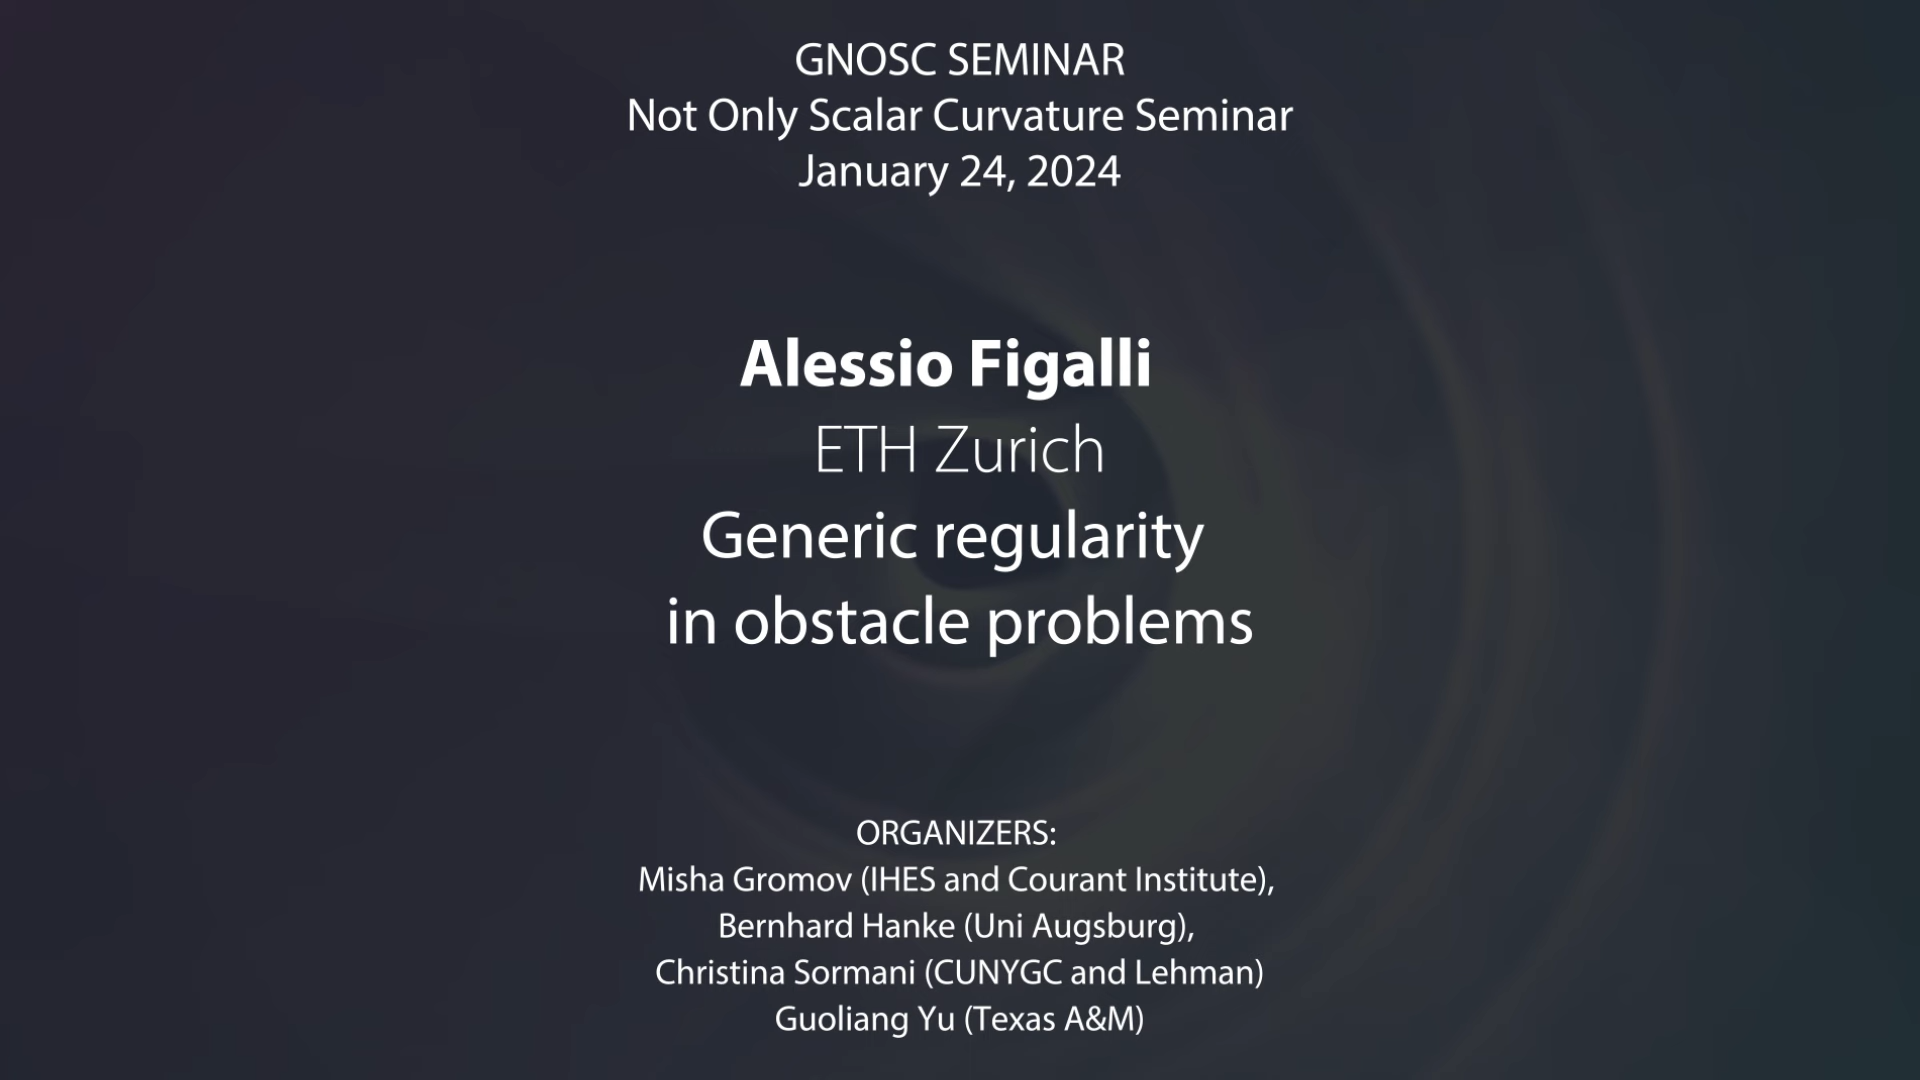 GNOSC SEMINAR
Not Only Scalar Curvature Seminar
January 24, 2024
Alessio Figalli
ETH Zurich
Generic regularity
in obstacle problems
ORGANIZERS:
Misha Gromov (IHES and Courant Institute),
Bernhard Hanke (Uni Augsburg),
Christina Sormani (CUNYGC and Lehman)
Guoliang Yu (Texas A&M)